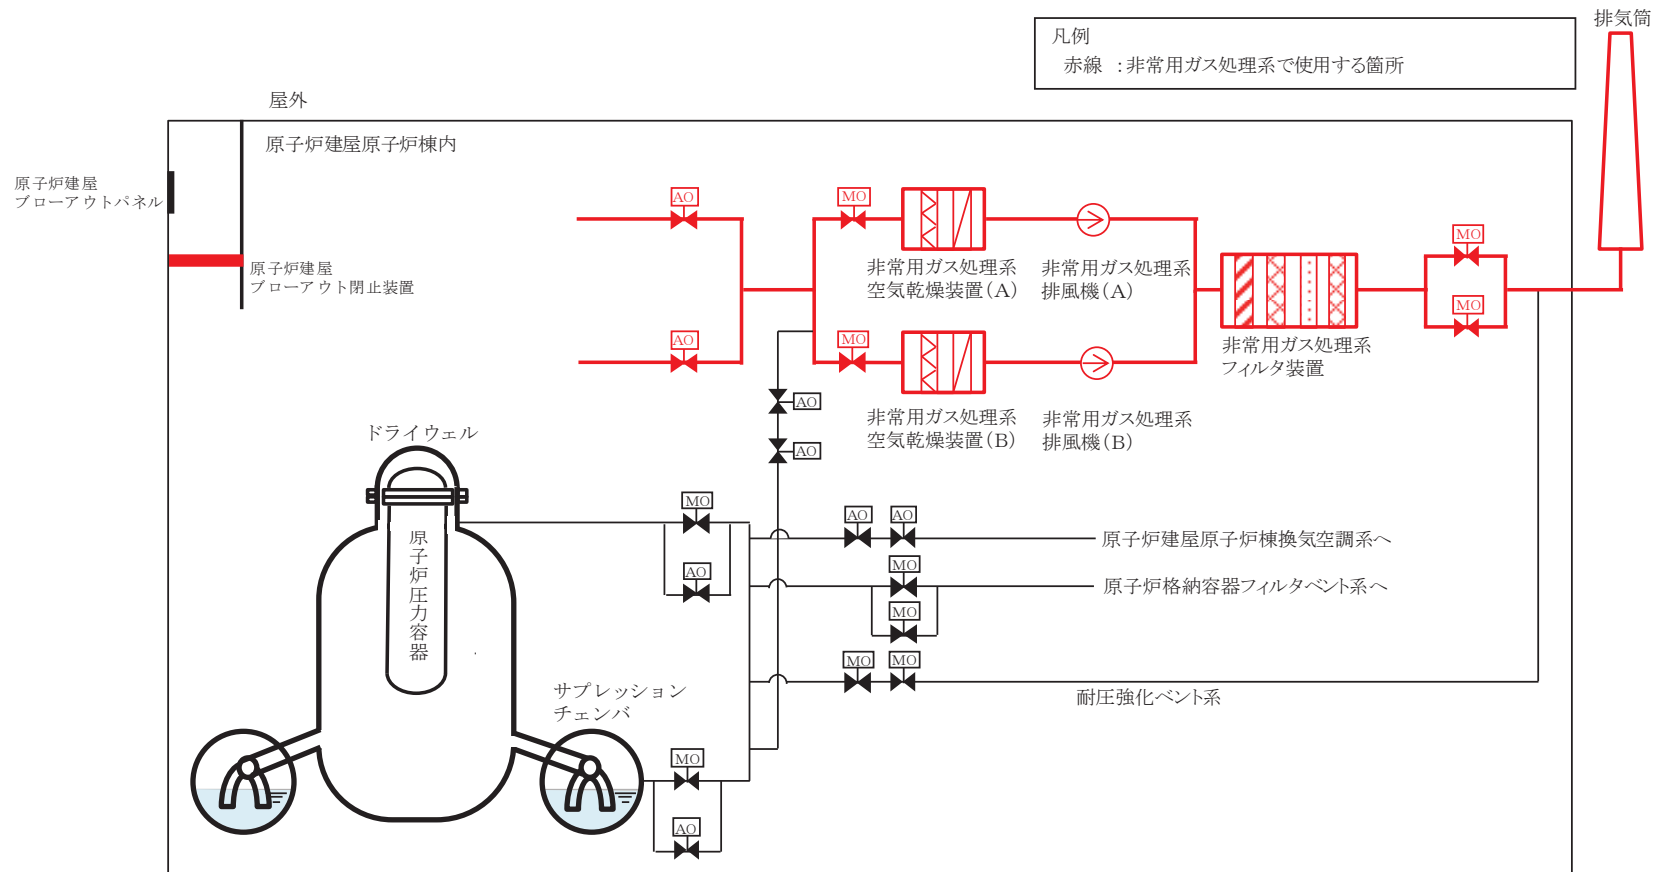 排気筒
凡例
赤線 :非常用ガス処理系で使用する箇所
屋外
原子炉建屋原子炉棟内
原子炉建屋
ブローアウトパネル
原子炉建屋
ブローアウト閉止装置
AO
MO
MO
非常用ガス処理系
空気乾燥装置(A)
非常用ガス処理系
排風機(A)
AO
MO
MO
非常用ガス処理系
フィルタ装置
AO
AO
非常用ガス処理系
空気乾燥装置(B)
非常用ガス処理系
排風機(B)
ドライウェル
原子炉圧力容器
MO
AO
AO
AO
原子炉建屋原子炉棟換気空調系へ
MO
原子炉格納容器フィルタベント系へ
MO
MO
MO
耐圧強化ベント系
サプレッション
チェンバ
MO
AO